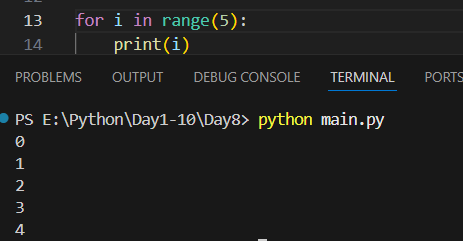 13 for i in range(5):
14 print(i)
PROBLEMS OUTPUT DEBUG CONSOLE TERMINAL PORTS
PS E:\Python\Day1-10\Day8> python main.py
0
1
2
3
4